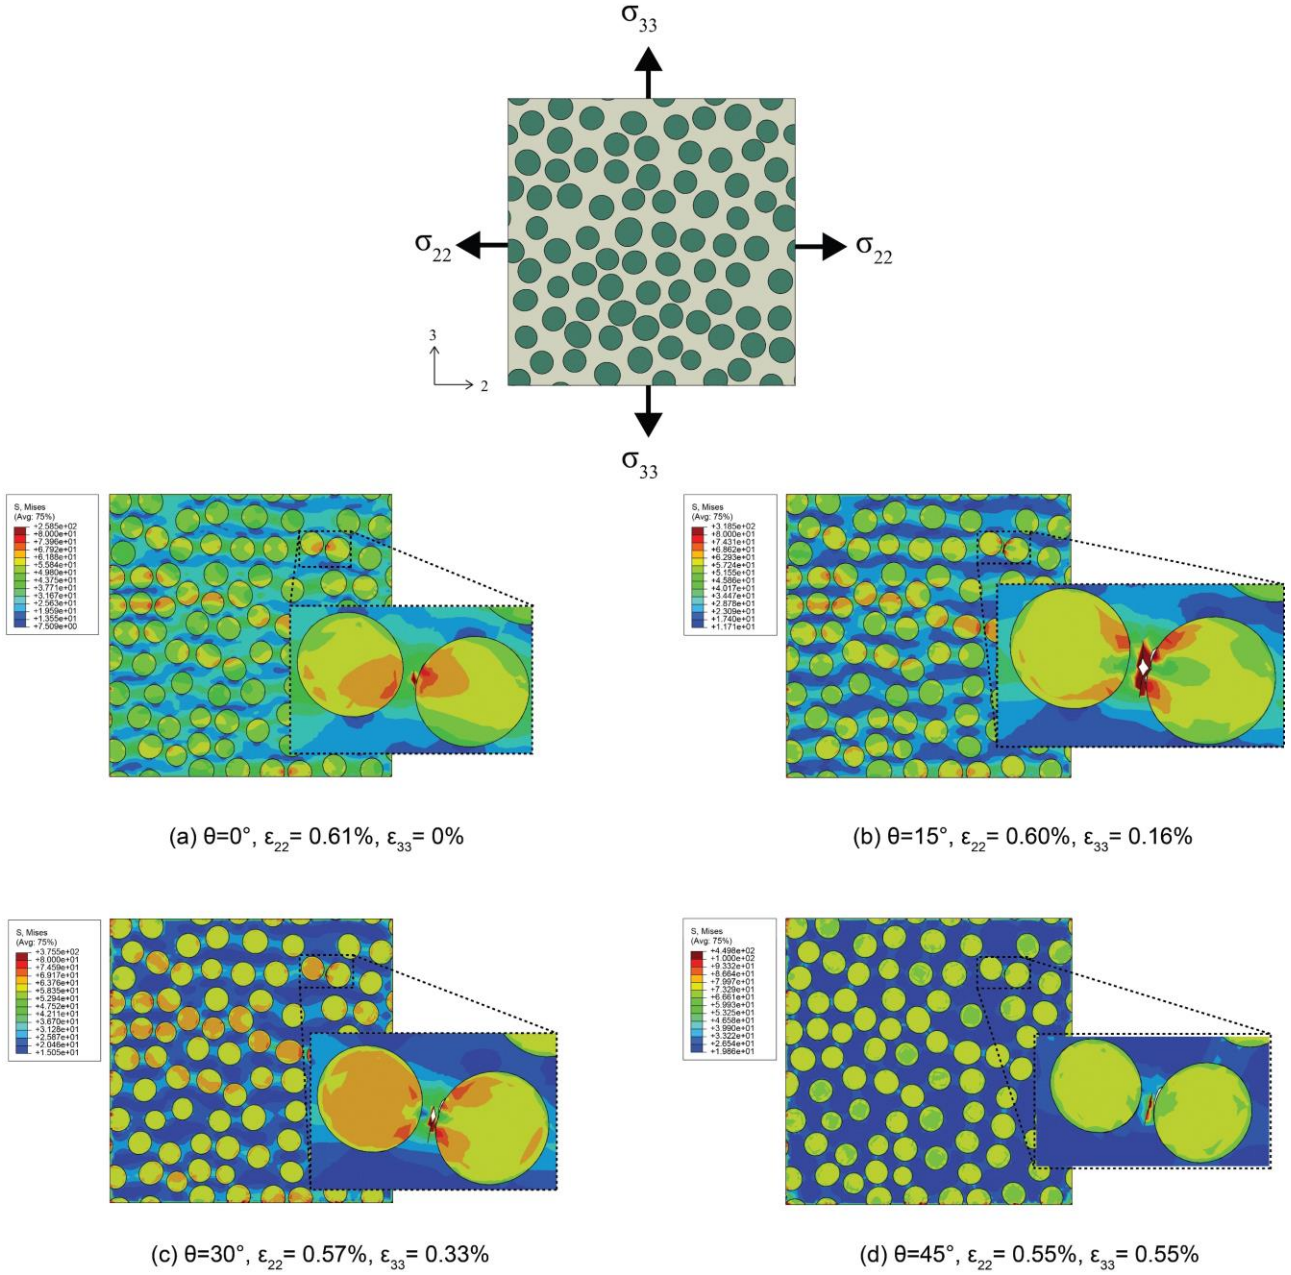 σ33
σ22
σ22
3
2
σ33
S, Mises
(Avg: 75%)
+2.585e+02
+8.000e+01
+7.396e+01
+6.792e+01
+6.188e+01
+5.584e+01
+4.980e+01
+4.375e+01
+3.771e+01
+3.167e+01
+2.563e+01
+1.959e+01
+1.355e+01
+7.509e+00
S, Mises
(Avg: 75%)
+3.185e+02
+8.000e+01
+7.431e+01
+6.862e+01
+6.293e+01
+5.724e+01
+5.155e+01
+4.586e+01
+4.017e+01
+3.447e+01
+2.878e+01
+2.309e+01
+1.740e+01
+1.171e+01
(a) θ=0°, ε22= 0.61%, ε33= 0%
(b) θ=15°, ε22= 0.60%, ε33= 0.16%
S, Mises
(Avg: 75%)
+3.755e+02
+8.000e+01
+7.459e+01
+6.917e+01
+6.376e+01
+5.835e+01
+5.294e+01
+4.752e+01
+4.211e+01
+3.670e+01
+3.128e+01
+2.587e+01
+2.046e+01
+1.505e+01
S, Mises
(Avg: 75%)
+4.498e+02
+1.000e+02
+9.332e+01
+8.664e+01
+7.997e+01
+7.329e+01
+6.661e+01
+5.993e+01
+5.325e+01
+4.658e+01
+3.990e+01
+3.322e+01
+2.654e+01
+1.986e+01
(c) θ=30°, ε22= 0.57%, ε33= 0.33%
(d) θ=45°, ε22= 0.55%, ε33= 0.55%